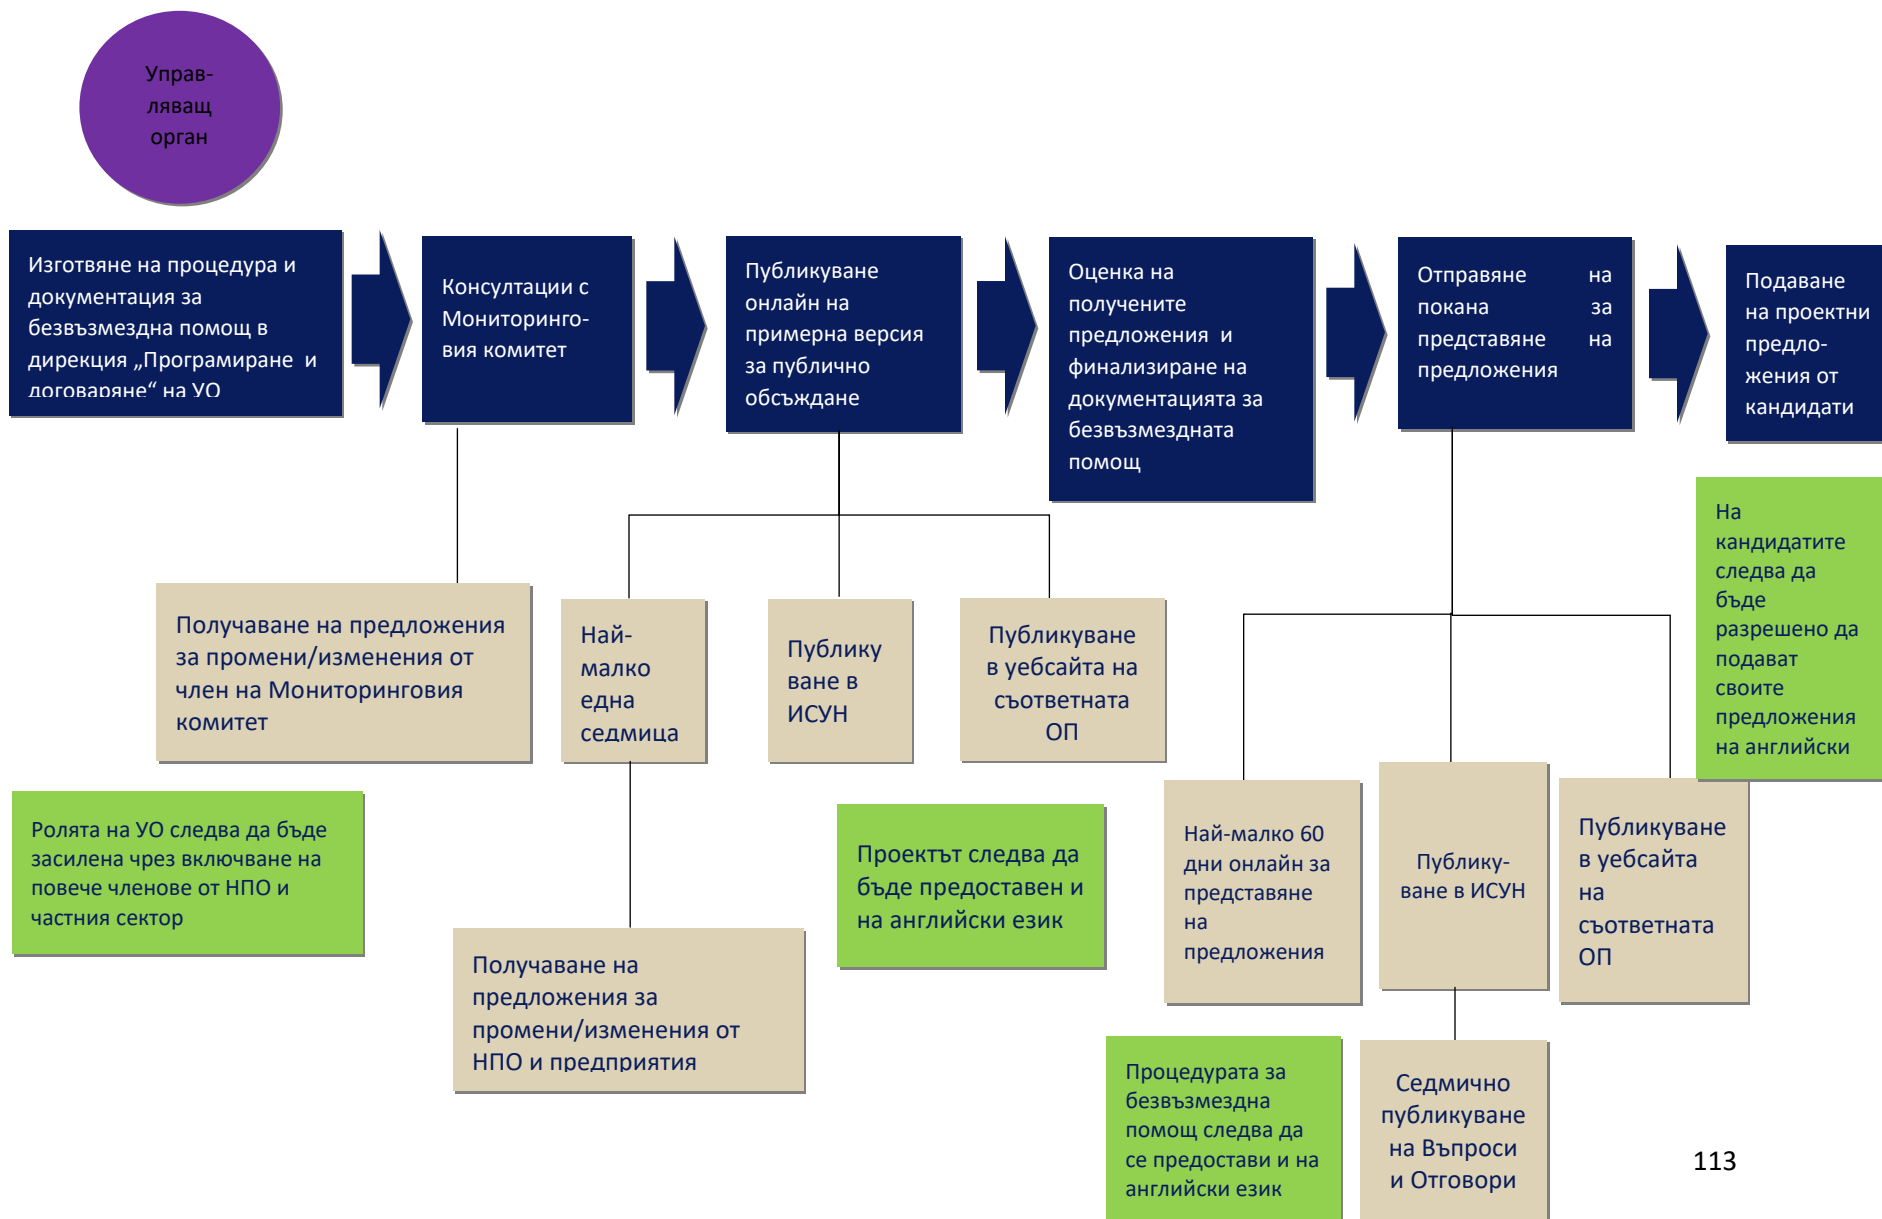 Управ-
ляващ
орган
Изготвяне на процедура и
документация за
безвъзмездна помощ в
дирекция „Програмиране и
договаряне“ на УО
Консултации с
Мониторинго-
вия комитет
Публикуване
онлайн на
примерна версия
за публично
обсъждане
Оценка на
получените
предложения и
финализиране на
документацията за
безвъзмездната
помощ
Отправяне на
покана за
представяне на
предложения
Подаване
на проектни
предло-
жения от
кандидати
На
кандидатите
следва да
бъде
разрешено да
подават
своите
предложения
на английски
Получаване на предложения
за промени/изменения от
член на Мониторинговия
комитет
Най-
малко
една
седмица
Публику
ване в
ИСУН
Публикуване
в уебсайта на
съответната
ОП
Ролята на УО следва да бъде
засилена чрез включване на
повече членове от НПО и
частния сектор
Проектът следва да
бъде предоставен и
на английски език
Най-малко 60
дни онлайн за
представяне
на
предложения
Публику-
ване в ИСУН
Публикуване
в уебсайта
на
съответната
ОП
Получаване на
предложения за
промени/изменения от
НПО и предприятия
Процедурата за
безвъзмездна
помощ следва да
се предостави и на
английски език
Седмично
публикуване
на Въпроси
и Отговори
113